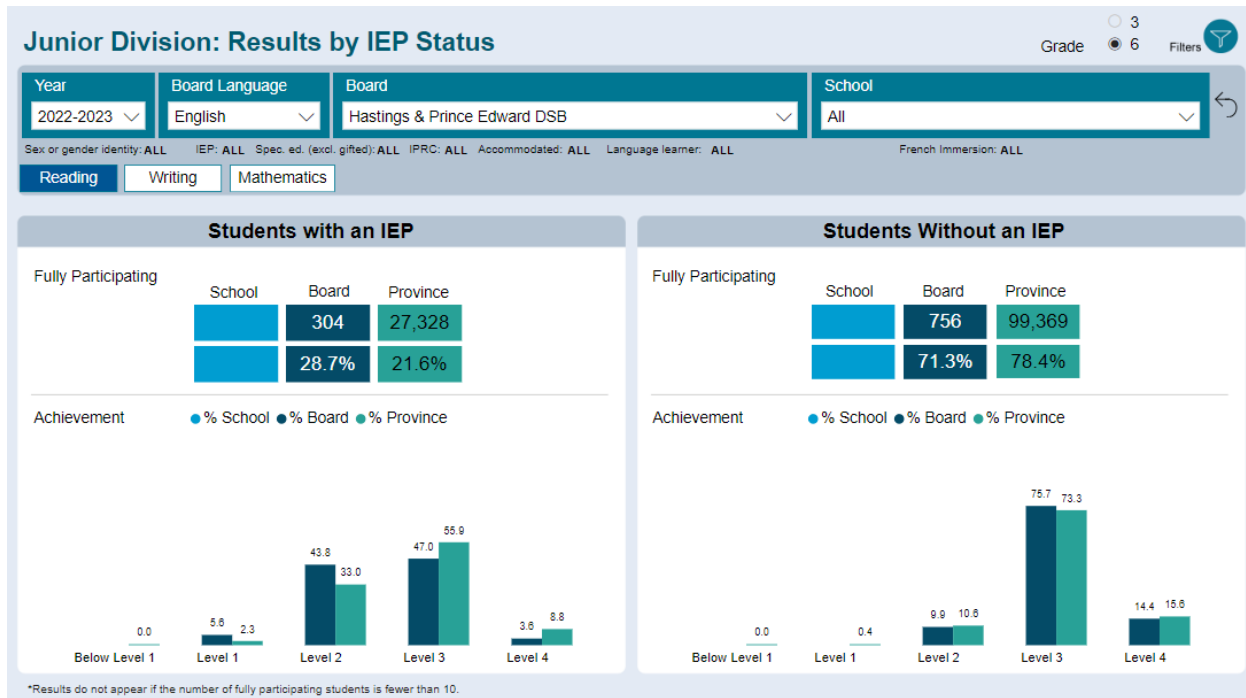 Junior Division: Results by IEP Status
Grade
3
6
Filters
Year
Board Language
Board
School
2022-2023
English
Hastings & Prince Edward DSB
All
Sex or gender identity: ALL IEP: ALL Spec. ed. (excl. gifted): ALL IPRC: ALL Accommodated: ALL Language learner: ALL French Immersion: ALL
Reading Writing Mathematics
Students with an IEP
Fully Participating
School Board Province
304 27,328
28.7% 21.6%
Achievement
% School % Board % Province
0.0
5.6 2.3
43.8 33.0
47.0 55.9
3.6 8.8
Below Level 1 Level 1 Level 2 Level 3 Level 4
Students Without an IEP
Fully Participating
School Board Province
756 99,369
71.3% 78.4%
Achievement
% School % Board % Province
0.0
0.4
9.9 10.6
75.7 73.3
14.4 15.6
Below Level 1 Level 1 Level 2 Level 3 Level 4
*Results do not appear if the number of fully participating students is fewer than 10.